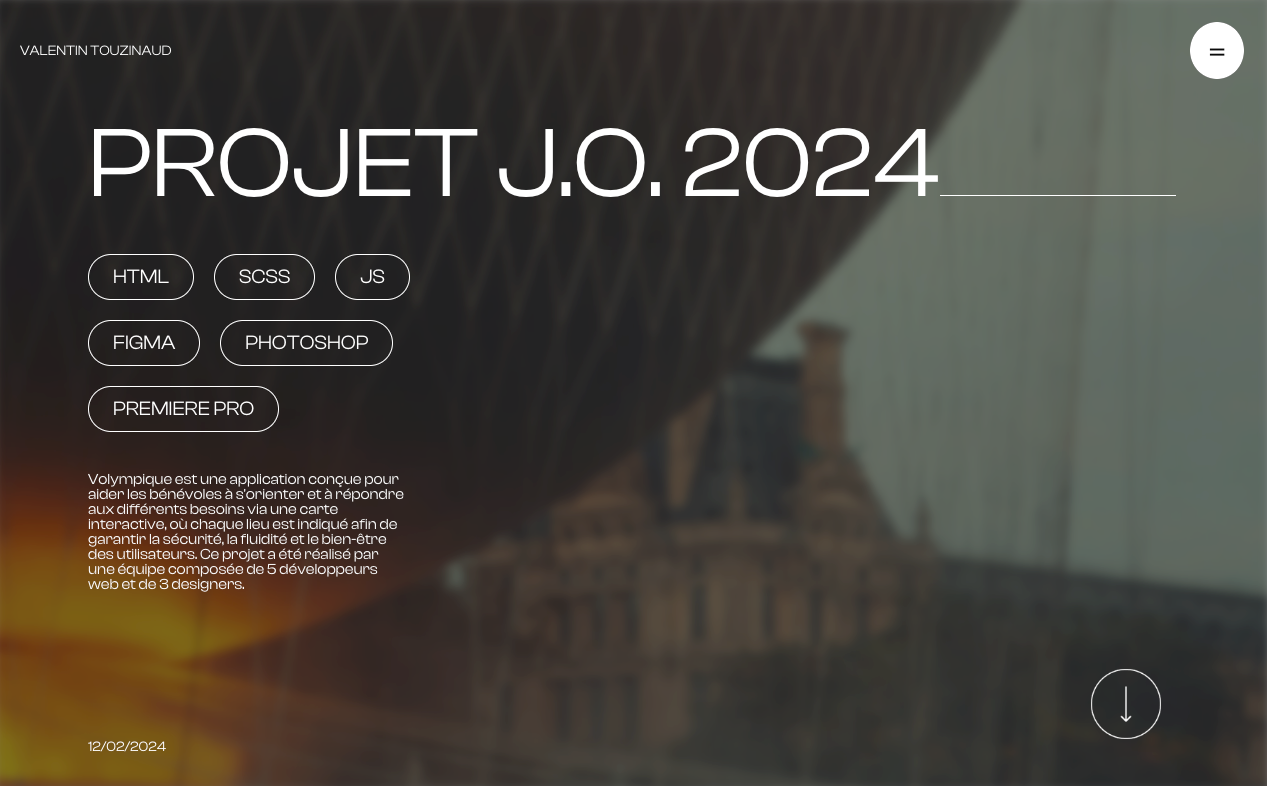 VALENTIN TOUZINAUD
PROJET J.O. 2024
HTML SCSS JS
FIGMA PHOTOSHOP
PREMIERE PRO
Volympique est une application conçue pour
aider les bénévoles à s'orienter et à répondre
aux différents besoins via une carte
interactive, où chaque lieu est indiqué afin de
garantir la sécurité, la fluidité et le bien-être
des utilisateurs. Ce projet a été réalisé par
une équipe composée de 5 développeurs
web et de 3 designers.
12/02/2024